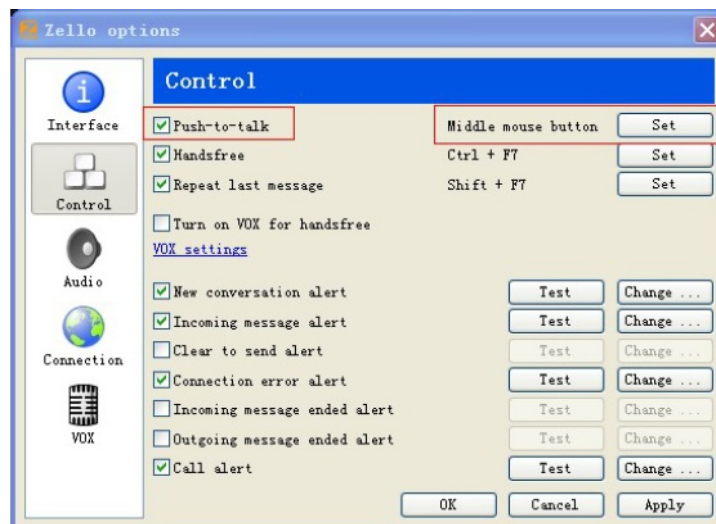 Zello options
Interface
Control
Audio
Connection
VOX
Control
Push-to-talk Middle mouse button Set
Handsfree Ctrl + F7 Set
Repeat last message Shift + F7 Set
Turn on VOX for handsfree
VOX settings
New conversation alert Test Change ...
Incoming message alert Test Change ...
Clear to send alert Test Change ...
Connection error alert Test Change ...
Incoming message ended alert Test Change ...
Outgoing message ended alert Test Change ...
Call alert Test Change ...
OK Cancel Apply